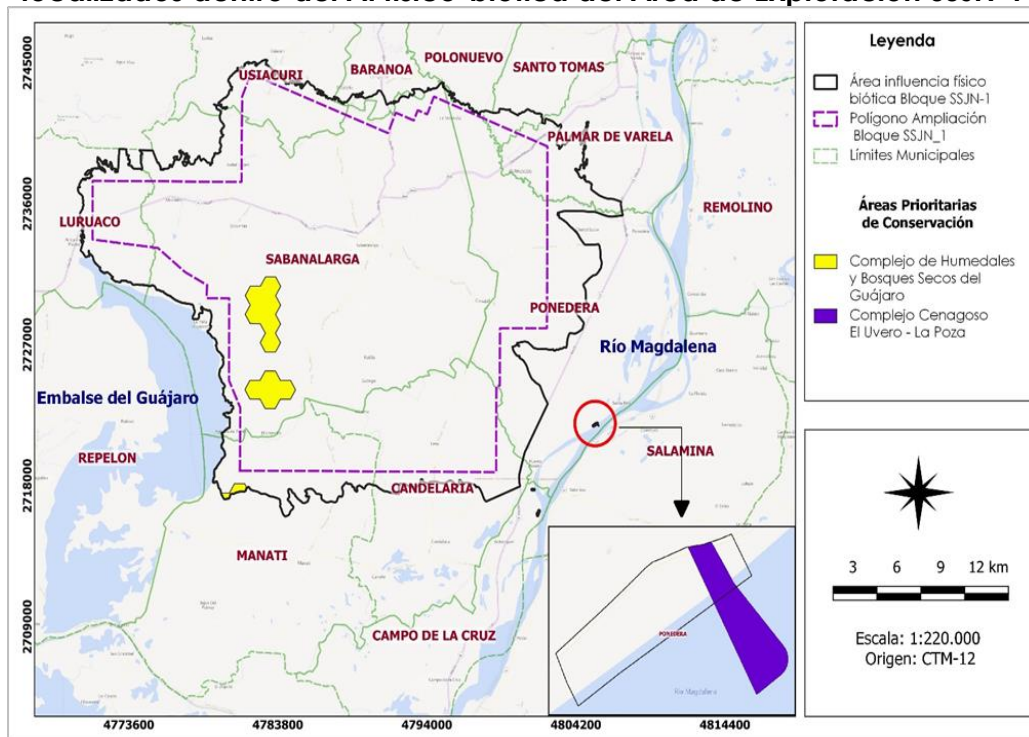 localizados dentro del AI físico-biótica del Área de Exploración SSJN-1
USIACURI
BARANOA
POLONUEVO
SANTO TOMAS
PALMAR DE VARELA
LURUACO
REMOLINO
SABANALARGA
PONEDERA
Río Magdalena
Embalse del Guájaro
REPELON
SALAMINA
CANDELARIA
MANATI
CAMPO DE LA CRUZ
PONEDERA
Río Magdalena
2745000
2736000
2727000
2718000
2709000
4773600
4783800
4794000
4804200
4814400
Leyenda
Área influencia físico
biótica Bloque SSJN-1
Polígono Ampliación
Bloque SSJN_1
Límites Municipales
Áreas Prioritarias
de Conservación
Complejo de Humedales
y Bosques Secos del
Guájaro
Complejo Cenagoso
El Uvero - La Poza
3 6 9 12 km
Escala: 1:220.000
Origen: CTM-12